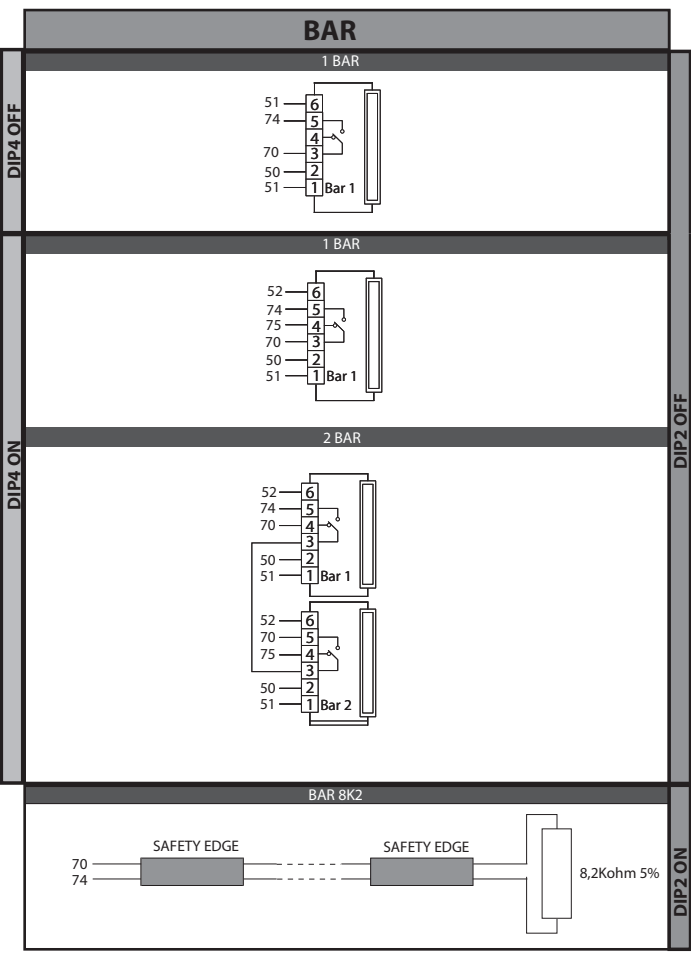 BAR
1 BAR
DIP4 OFF
51 6
74 5
4
70 3
50 2
51 1 Bar 1
1 BAR
DIP4 ON
DIP2 OFF
52 6
74 5
75 4
70 3
50 2
51 1 Bar 1
2 BAR
52 6
74 5
70 4
3
50 2
51 1 Bar 1
52 6
70 5
75 4
3
50 2
51 1 Bar 2
BAR 8K2
DIP2 ON
SAFETY EDGE SAFETY EDGE
70
74
8,2Kohm 5%